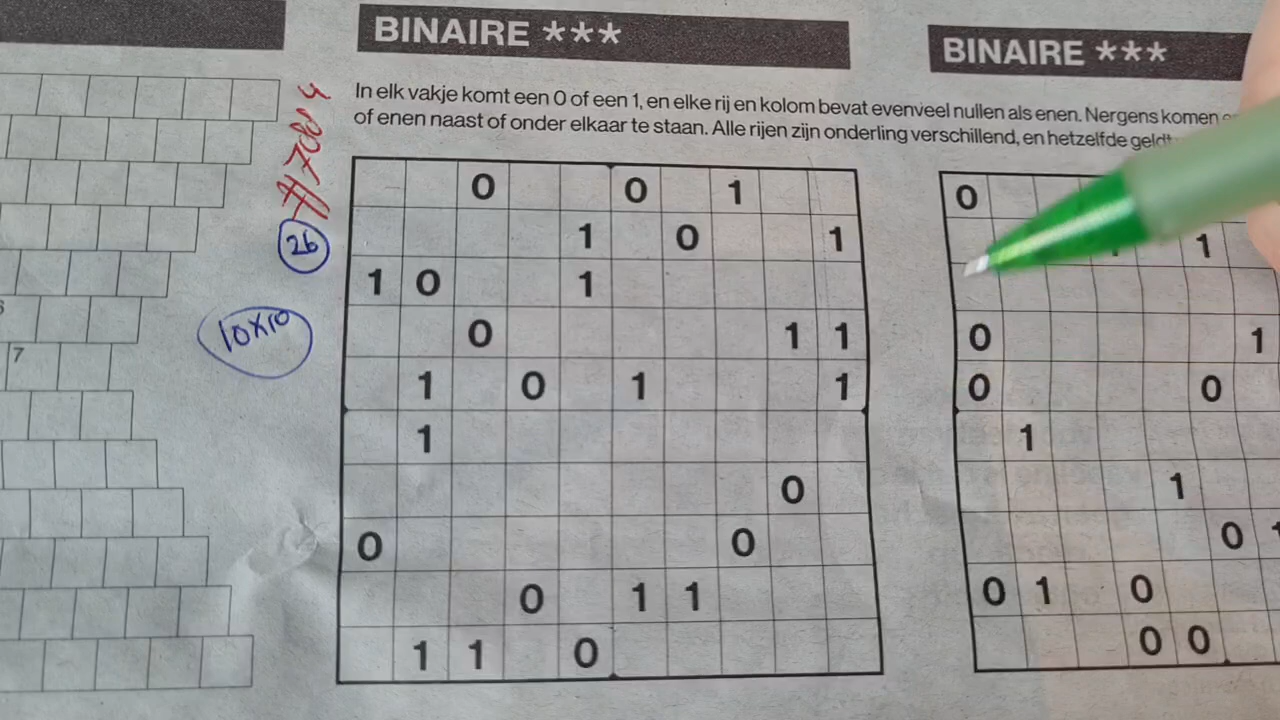 BINAIRE ***
BINAIRE ***
In elk vakje komt een 0 of een 1, en elke rij en kolom bevat evenveel nullen als enen. Nergens komen
of enen naast of onder elkaar te staan. Alle rijen zijn onderling verschillend, en hetzelfde geldt
26
10x10
7
0 0 1
1 0 1
1 0 1
0 1 1
1 0 1 1
1
0
0 0
0 1 1
1 1 0
0
1
0 1
0 0
1
1
0
0 1 0
0 0